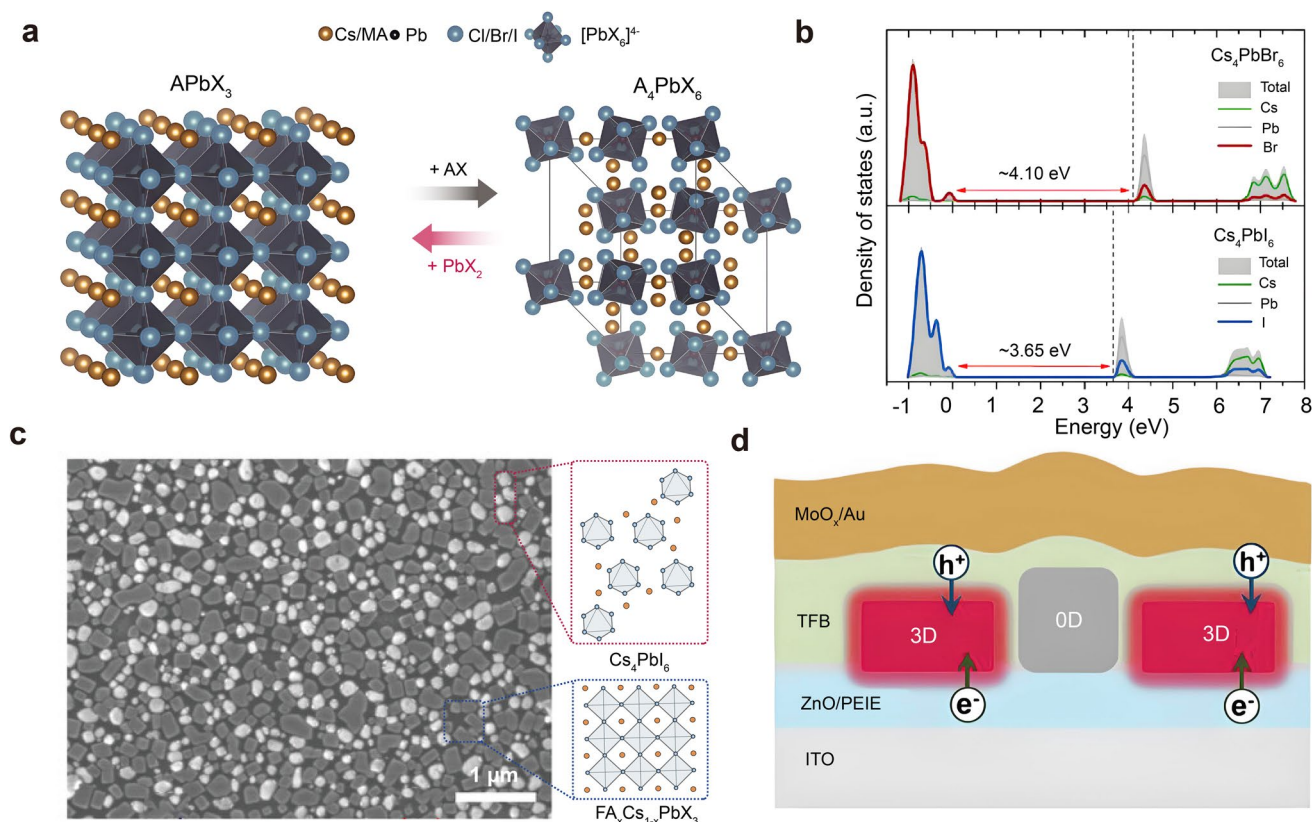 a
Cs/MA Pb Cl/Br/I [PbX₆]⁴⁻
APbX₃
A₄PbX₆
+ AX
+ PbX₂
b
Density of states (a.u.)
Cs₄PbBr₆
Total
Cs
Pb
Br
~4.10 eV
Cs₄PbI₆
Total
Cs
Pb
I
~3.65 eV
-1 0 1 2 3 4 5 6 7 8
Energy (eV)
c
1 μm
Cs₄PbI₆
FAₓCs₁₋ₓPbX₃
d
MoOₓ/Au
h⁺ h⁺
TFB
3D 0D 3D
ZnO/PEIE
e⁻ e⁻
ITO